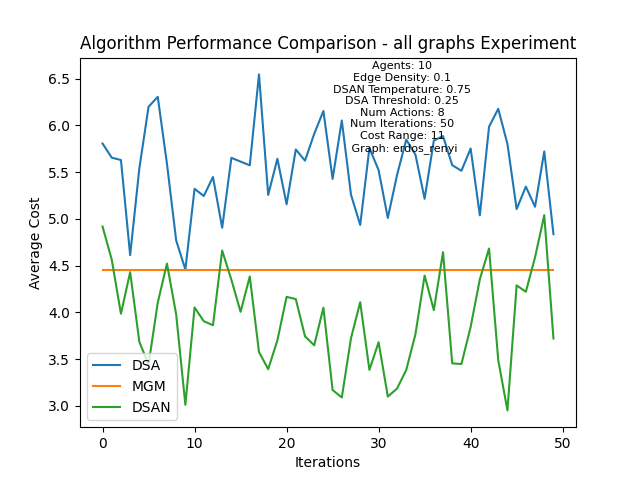 Algorithm Performance Comparison - all graphs Experiment
Agents: 10
Edge Density: 0.1
DSAN Temperature: 0.75
DSA Threshold: 0.25
Num Actions: 8
Num Iterations: 50
Cost Range: 11
Graph: erdos_renyi
Average Cost
6.5
6.0
5.5
5.0
4.5
4.0
3.5
3.0
DSA
MGM
DSAN
0 10 20 30 40 50
Iterations